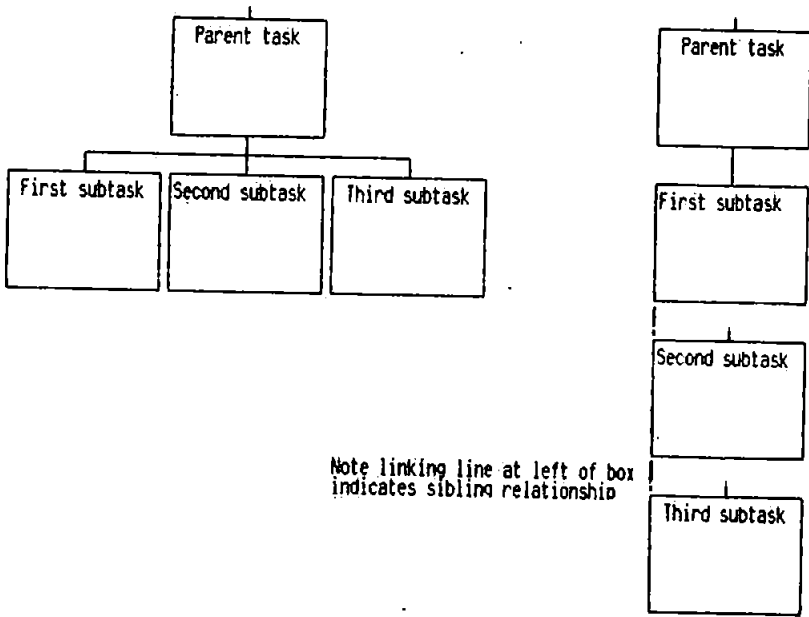 Parent task
First subtask
Second subtask
Third subtask
Parent task
First subtask
Second subtask
Note linking line at left of box
indicates sibling relationship
Third subtask